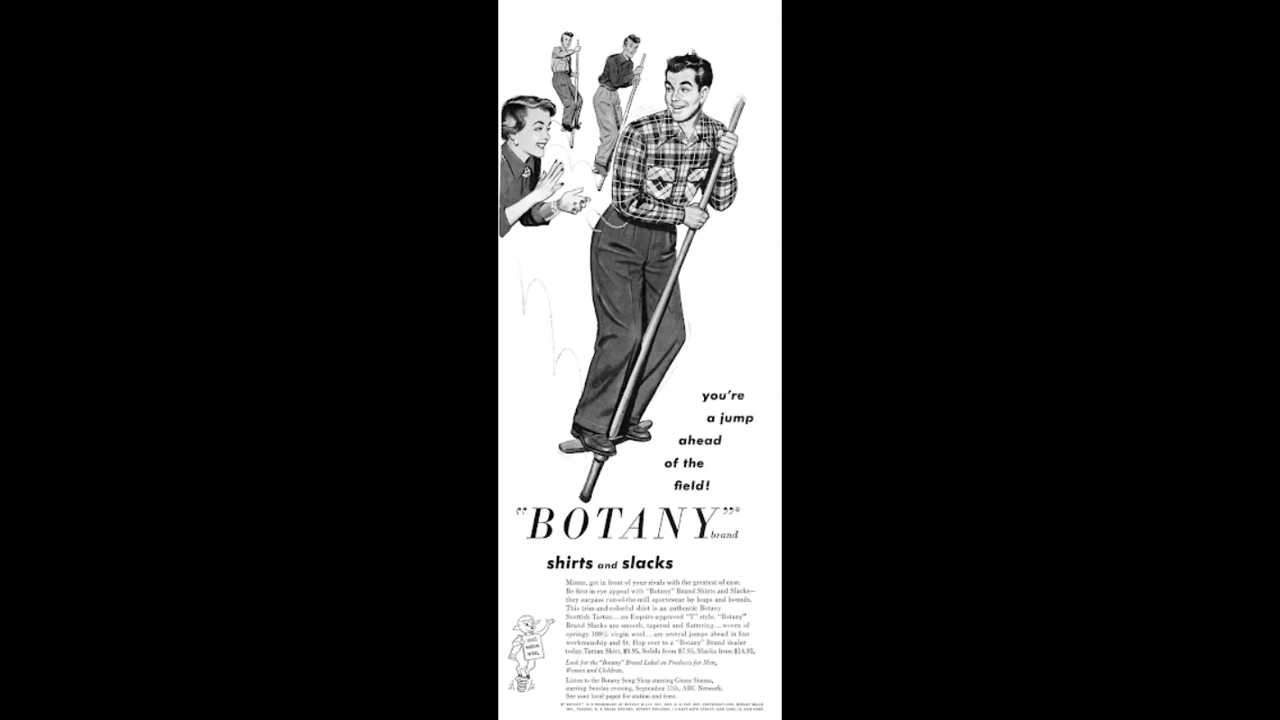 you're
a jump
ahead
of the
field!
"BOTANY"* brand
shirts and slacks
Mister, get in front of your rivals with the greatest of ease.
Be first in eye appeal with "Botany" Brand Shirts and Slacks—
they surpass run-of-the-mill sportswear by leaps and bounds.
This trim-and-colorful shirt is an authentic Botany
Scottish Tartan...an Esquire-approved "T" style. "Botany"
Brand Slacks are smooth, tapered and flattering...woven of
springy 100% virgin wool...are several jumps ahead in fine
workmanship and fit. Hop over to a "Botany" Brand dealer
today. Tartan Shirt, $9.95, Solids from $7.95, Slacks from $14.95.
Look for the "Botany" Brand Label on Products for Men,
Women and Children.
Listen to the Botany Song Shop starring Ginny Simms,
starting Sunday evening, September 17th, ABC Network.
See your local paper for station and time.
100%
VIRGIN
WOOL